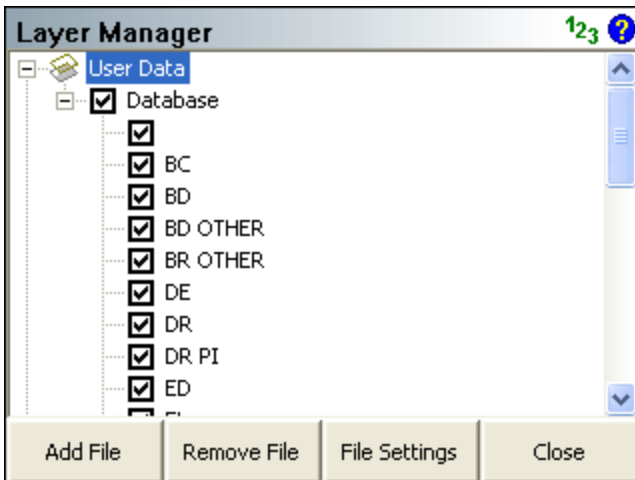 Layer Manager 123 ?
User Data
Database
BC
BD
BD OTHER
BR OTHER
DE
DR
DR PI
ED
Add File Remove File File Settings Close